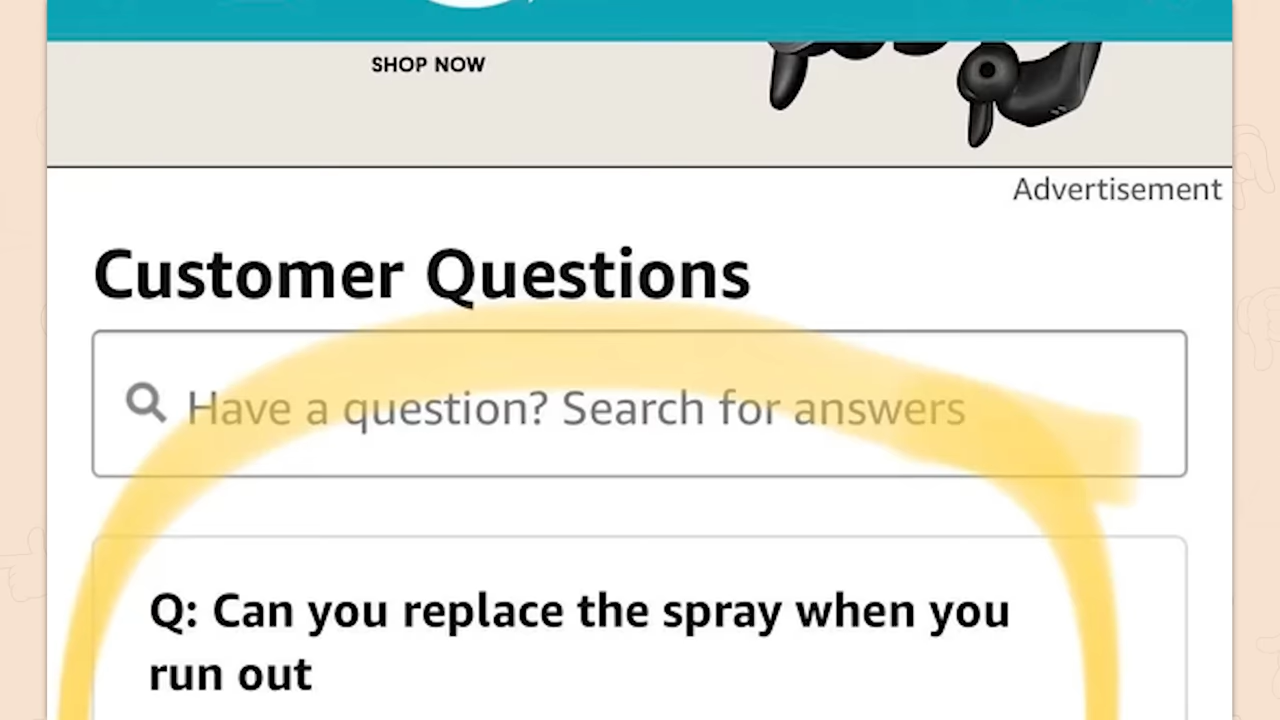 SHOP NOW
Advertisement
Customer Questions
Have a question? Search for answers
Q: Can you replace the spray when you
run out